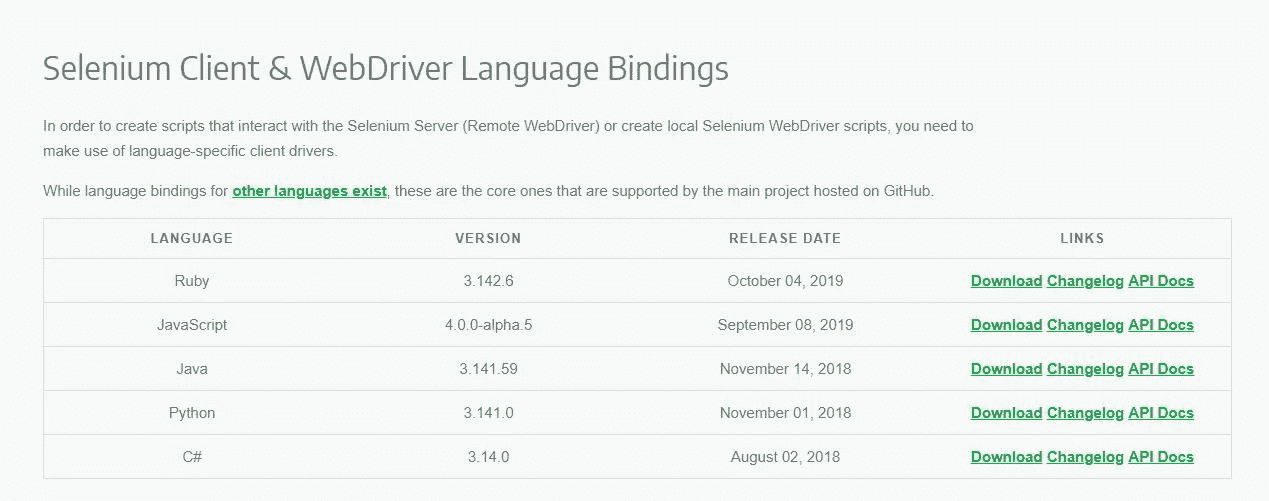 Selenium Client & WebDriver Language Bindings
In order to create scripts that interact with the Selenium Server (Remote WebDriver) or create local Selenium WebDriver scripts, you need to
make use of language-specific client drivers.
While language bindings for other languages exist, these are the core ones that are supported by the main project hosted on GitHub.
LANGUAGE VERSION RELEASE DATE LINKS
Ruby 3.142.6 October 04, 2019 Download Changelog API Docs
JavaScript 4.0.0-alpha.5 September 08, 2019 Download Changelog API Docs
Java 3.141.59 November 14, 2018 Download Changelog API Docs
Python 3.141.0 November 01, 2018 Download Changelog API Docs
C# 3.14.0 August 02, 2018 Download Changelog API Docs